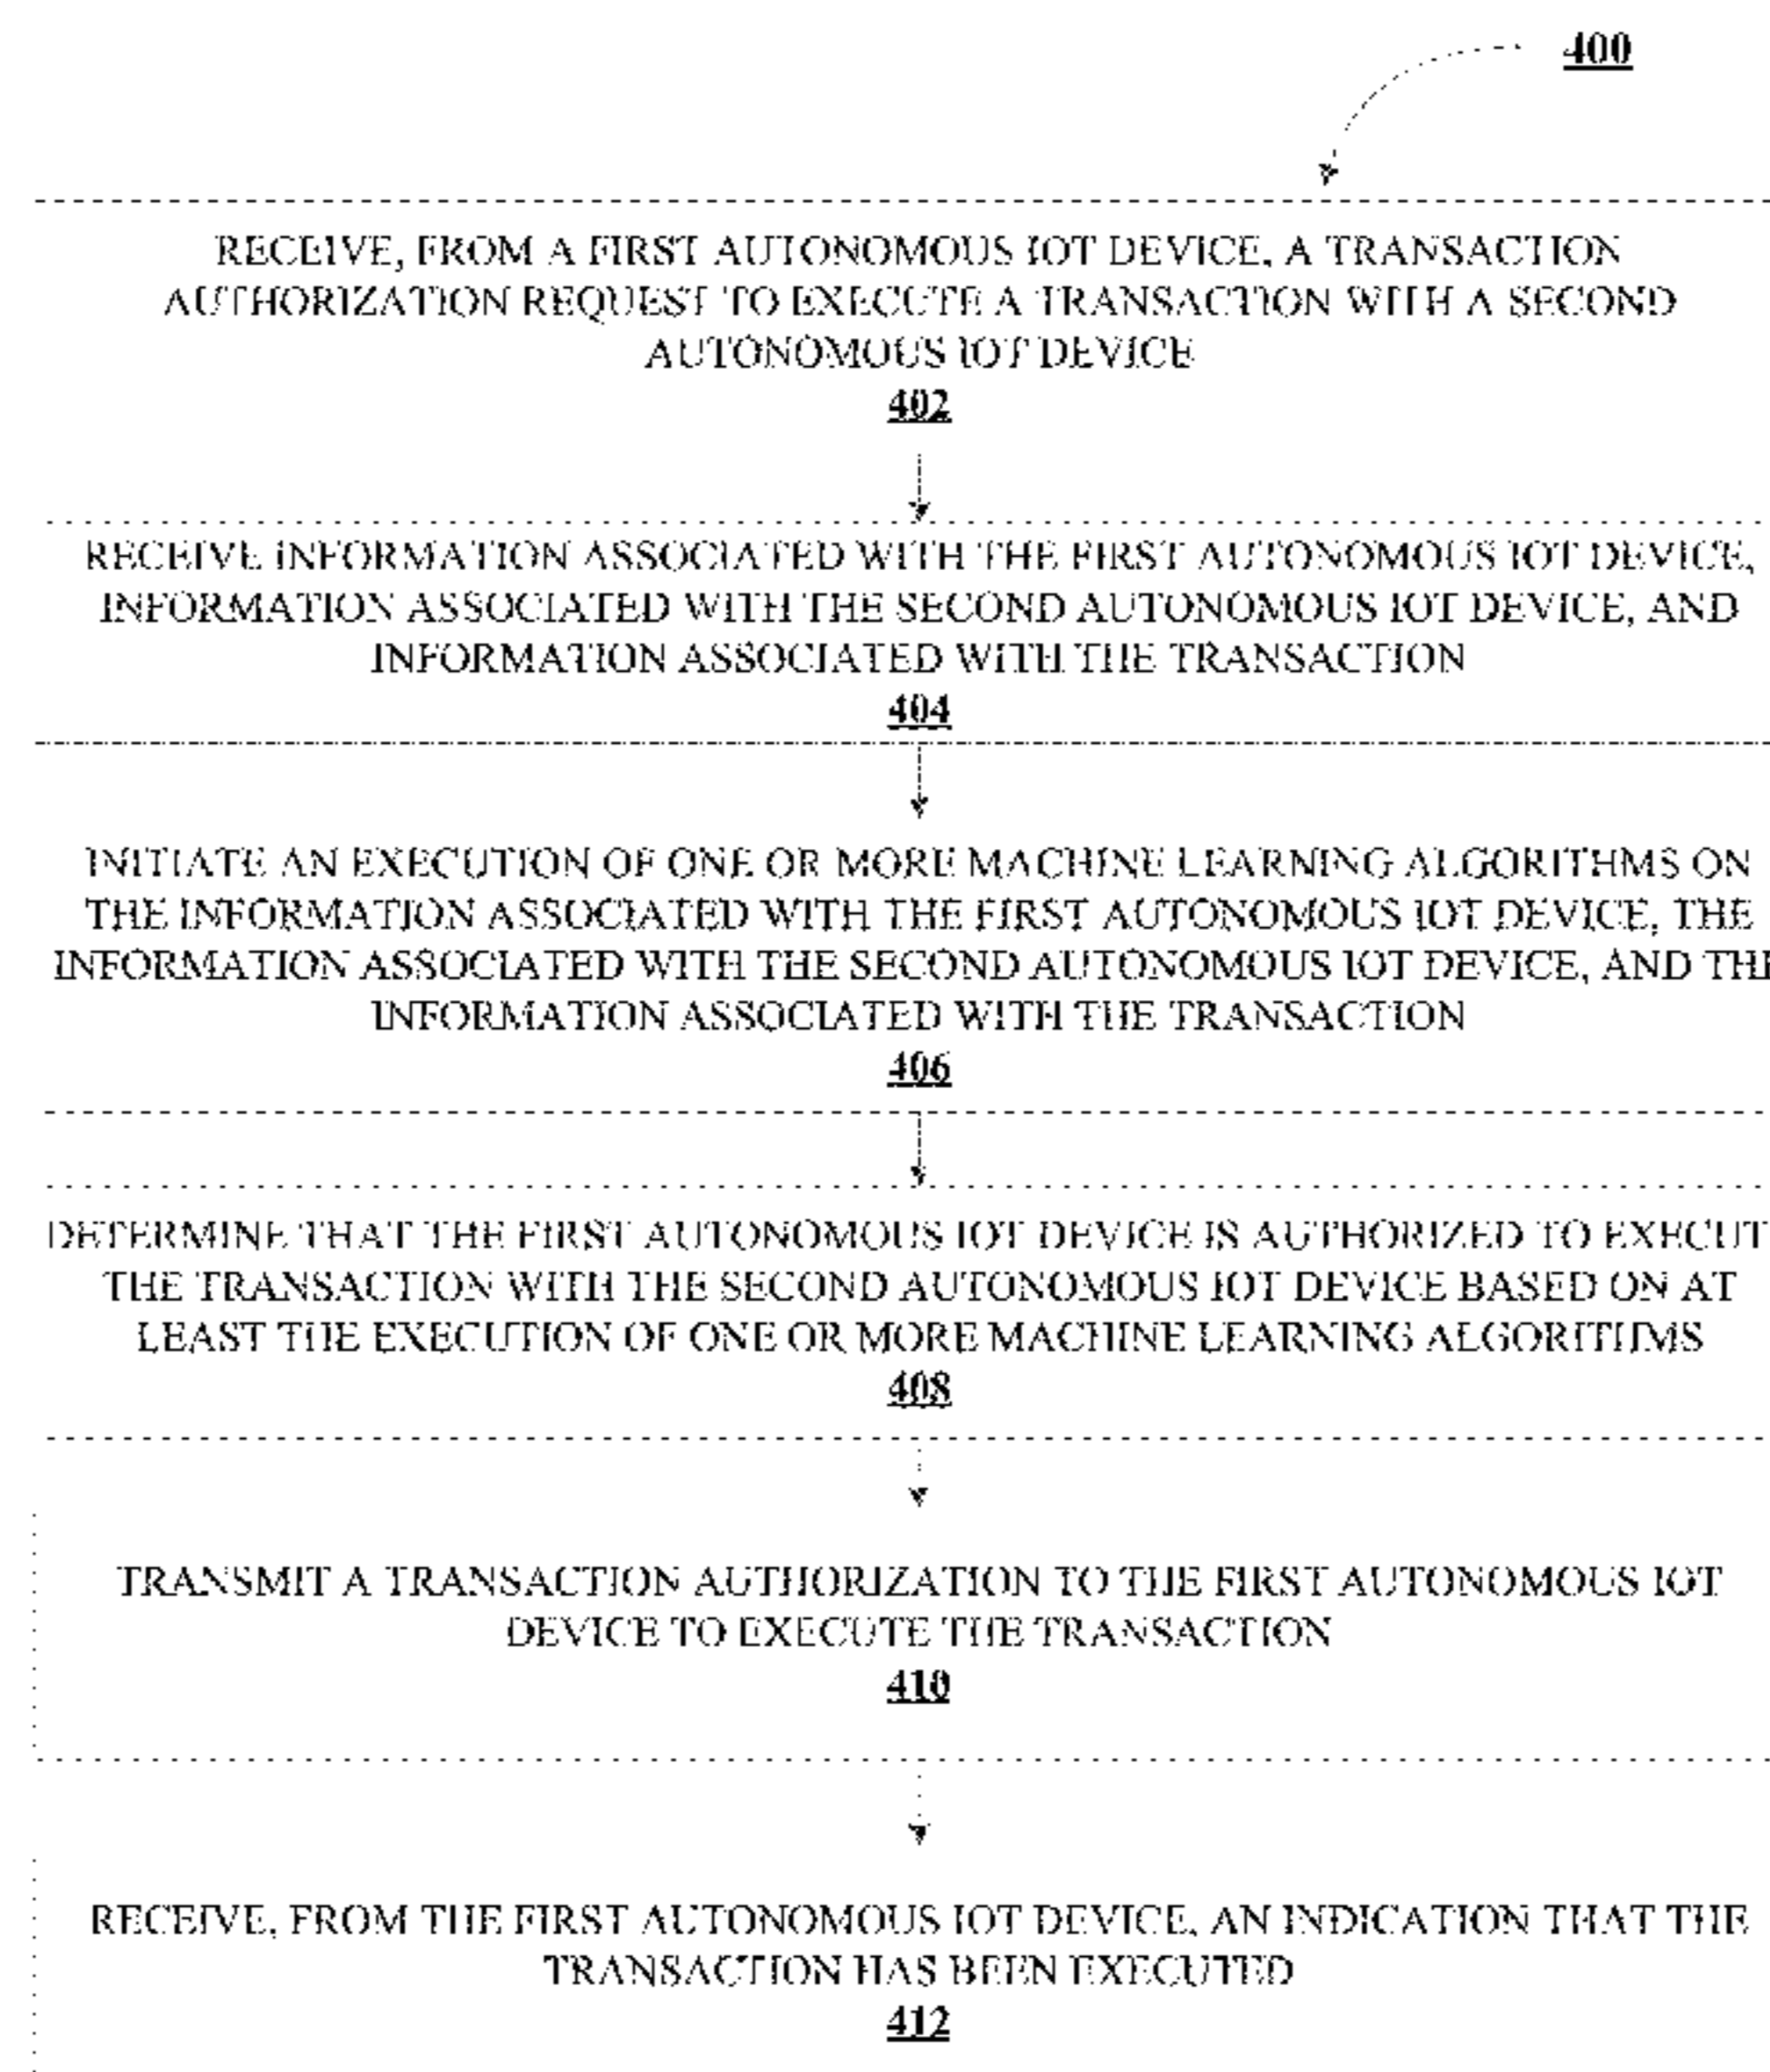 400
RECEIVE, FROM A FIRST AUTONOMOUS IOT DEVICE, A TRANSACTION
AUTHORIZATION REQUEST TO EXECUTE A TRANSACTION WITH A SECOND
AUTONOMOUS IOT DEVICE
402
RECEIVE INFORMATION ASSOCIATED WITH THE FIRST AUTONOMOUS IOT DEVICE,
INFORMATION ASSOCIATED WITH THE SECOND AUTONOMOUS IOT DEVICE, AND
INFORMATION ASSOCIATED WITH THE TRANSACTION
404
INITIATE AN EXECUTION OF ONE OR MORE MACHINE LEARNING ALGORITHMS ON
THE INFORMATION ASSOCIATED WITH THE FIRST AUTONOMOUS IOT DEVICE, THE
INFORMATION ASSOCIATED WITH THE SECOND AUTONOMOUS IOT DEVICE, AND THE
INFORMATION ASSOCIATED WITH THE TRANSACTION
406
DETERMINE THAT THE FIRST AUTONOMOUS IOT DEVICE IS AUTHORIZED TO EXECUT
THE TRANSACTION WITH THE SECOND AUTONOMOUS IOT DEVICE BASED ON AT
LEAST THE EXECUTION OF ONE OR MORE MACHINE LEARNING ALGORITHMS
408
TRANSMIT A TRANSACTION AUTHORIZATION TO THE FIRST AUTONOMOUS IOT
DEVICE TO EXECUTE THE TRANSACTION
410
RECEIVE, FROM THE FIRST AUTONOMOUS IOT DEVICE, AN INDICATION THAT THE
TRANSACTION HAS BEEN EXECUTED
412